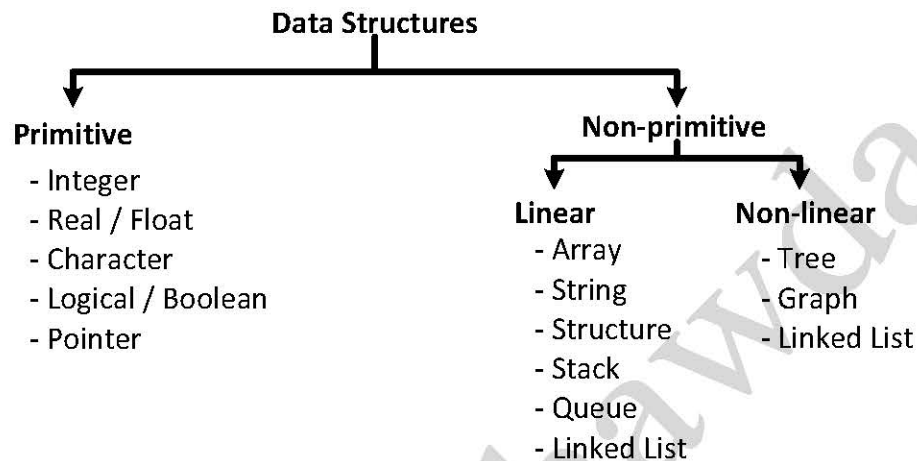 Data Structures
Primitive
- Integer
- Real / Float
- Character
- Logical / Boolean
- Pointer
Non-primitive
Linear
- Array
- String
- Structure
- Stack
- Queue
- Linked List
Non-linear
- Tree
- Graph
- Linked List